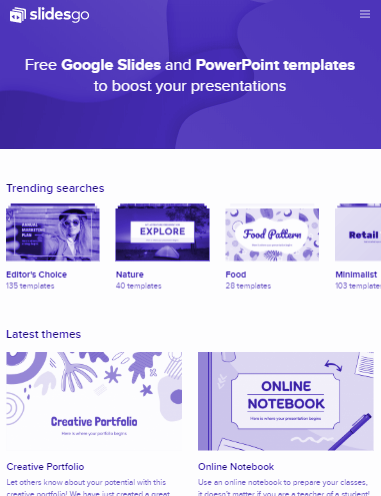 slidesgo
Free Google Slides and PowerPoint templates
to boost your presentations
Trending searches
ANNUAL
MARKETING
PLAN
EXPLORE
Food Pattern
Retail
Editor's Choice
135 templates
Nature
40 templates
Food
28 templates
Minimalist
103 templates
Latest themes
Creative Portfolio
Here is where your portfolio begins
ONLINE
NOTEBOOK
Here is where your presentation begins
Creative Portfolio
Let others know about your potential with this
creative portfolio! We have just created a great
Online Notebook
Use an online notebook to prepare your classes,
it doesn't matter if you are a teacher of a student!